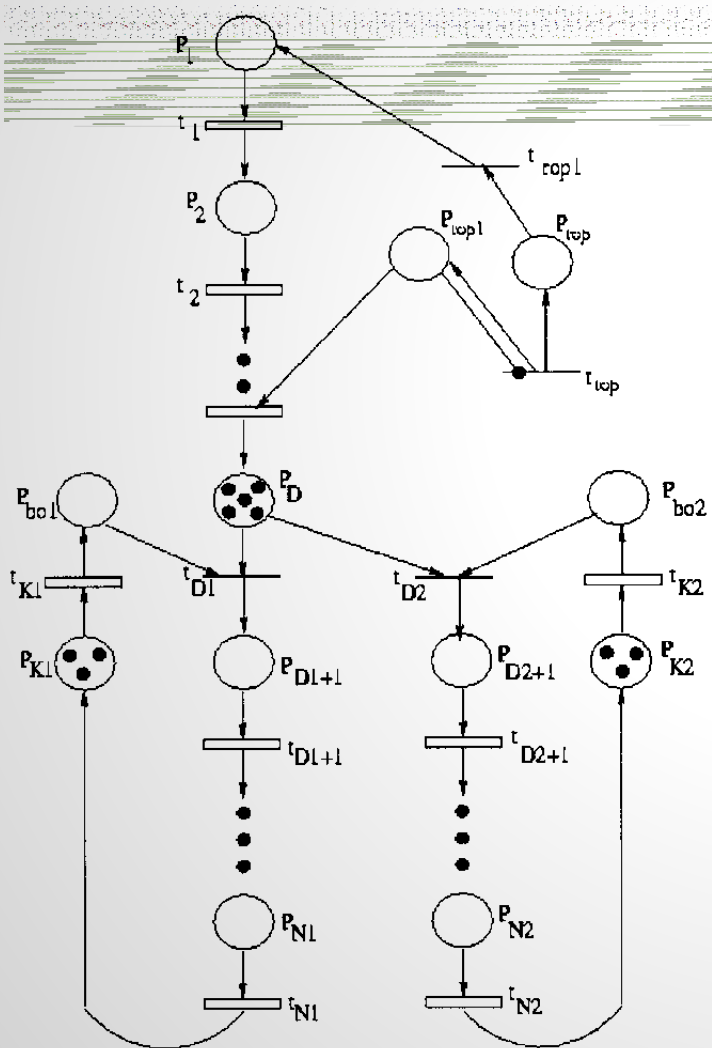 P1
t1
t rop1
P2
Ptop1
Ptop
t2
ttop
PD
Pbo1
Pbo2
tK1
tD1
tD2
tK2
PK1
PD1+1
PD2+1
PK2
tD1+1
tD2+1
PN1
PN2
tN1
tN2